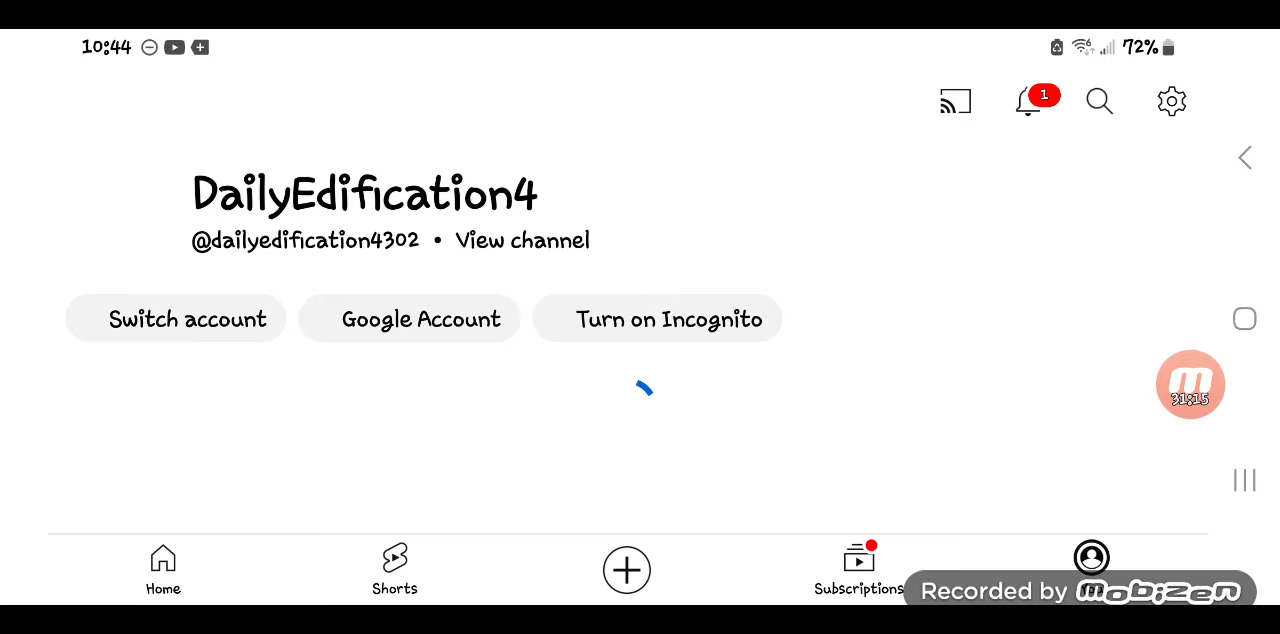 10:44 72%
1
DailyEdification4
@dailyedification4302 • View channel
Switch account Google Account Turn on Incognito
m
31:15
Home Shorts Subscriptions
Recorded by mobizen